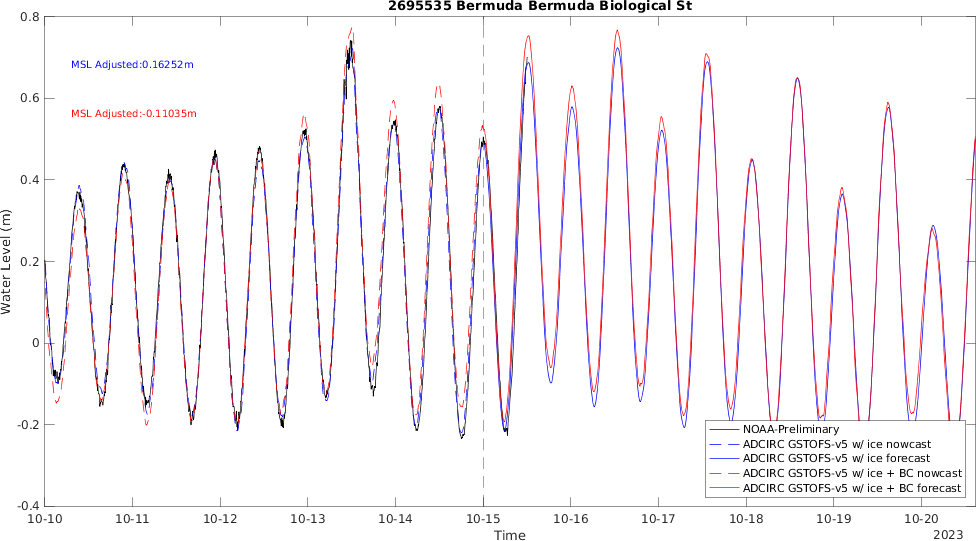 2695535 Bermuda Bermuda Biological St
MSL Adjusted:0.16252m
MSL Adjusted:-0.11035m
Water Level (m)
0.8
0.6
0.4
0.2
0
-0.2
-0.4
NOAA-Preliminary
ADCIRC GSTOFS-v5 w/ ice nowcast
ADCIRC GSTOFS-v5 w/ ice forecast
ADCIRC GSTOFS-v5 w/ ice + BC nowcast
ADCIRC GSTOFS-v5 w/ ice + BC forecast
10-10 10-11 10-12 10-13 10-14 10-15 10-16 10-17 10-18 10-19 10-20
Time
2023